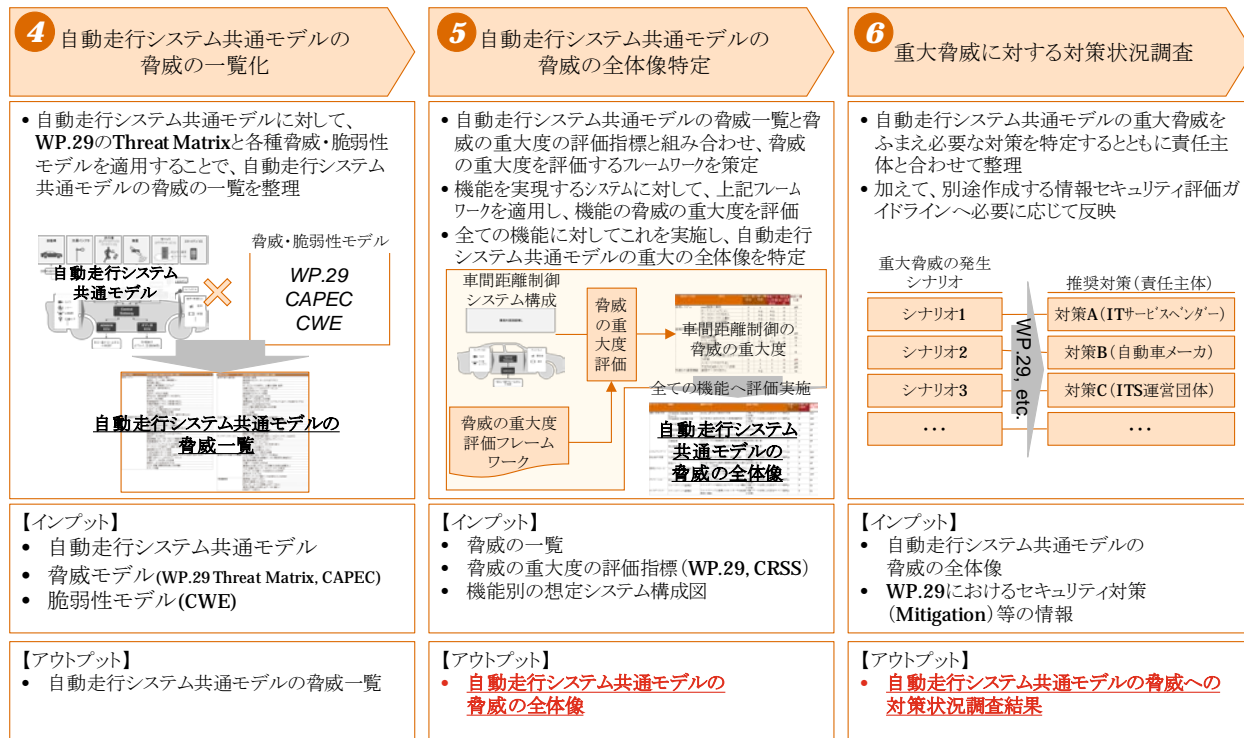 4
自動走行システム共通モデルの
脅威の一覧化
• 自動走行システム共通モデルに対して、
WP.29のThreat Matrixと各種脅威・脆弱性
モデルを適用することで、自動走行システム
共通モデルの脅威の一覧を整理
脅威・脆弱性モデル
自動走行システム
共通モデル
WP.29
CAPEC
CWE
自動走行システム共通モデルの
脅威一覧
【インプット】
• 自動走行システム共通モデル
• 脅威モデル(WP.29 Threat Matrix, CAPEC)
• 脆弱性モデル(CWE)
【アウトプット】
• 自動走行システム共通モデルの脅威一覧
5
自動走行システム共通モデルの
脅威の全体像特定
• 自動走行システム共通モデルの脅威一覧と脅
威の重大度の評価指標と組み合わせ、脅威
の重大度を評価するフレームワークを策定
• 機能を実現するシステムに対して、上記フレーム
ワークを適用し、機能の脅威の重大度を評価
• 全ての機能に対してこれを実施し、自動走行
システム共通モデルの重大の全体像を特定
車間距離制御
システム構成
脅威
の重
大度
評価
車間距離制御の
脅威の重大度
全ての機能へ評価実施
脅威の重大度
評価フレーム
ワーク
自動走行システム
共通モデルの
脅威の全体像
【インプット】
• 脅威の一覧
• 脅威の重大度の評価指標(WP.29, CRSS)
• 機能別の想定システム構成図
【アウトプット】
• 自動走行システム共通モデルの
脅威の全体像
6
重大脅威に対する対策状況調査
• 自動走行システム共通モデルの重大脅威を
ふまえ必要な対策を特定するとともに責任主
体と合わせて整理
• 加えて、別途作成する情報セキュリティ評価ガ
イドラインへ必要に応じて反映
重大脅威の発生
シナリオ
推奨対策(責任主体)
シナリオ1
対策A(ITサービスベンダー)
シナリオ2
対策B(自動車メーカ)
シナリオ3
対策C(ITS運営団体)
・・・
・・・
WP.29, etc.
【インプット】
• 自動走行システム共通モデルの
脅威の全体像
• WP.29におけるセキュリティ対策
(Mitigation)等の情報
【アウトプット】
• 自動走行システム共通モデルの脅威への
対策状況調査結果